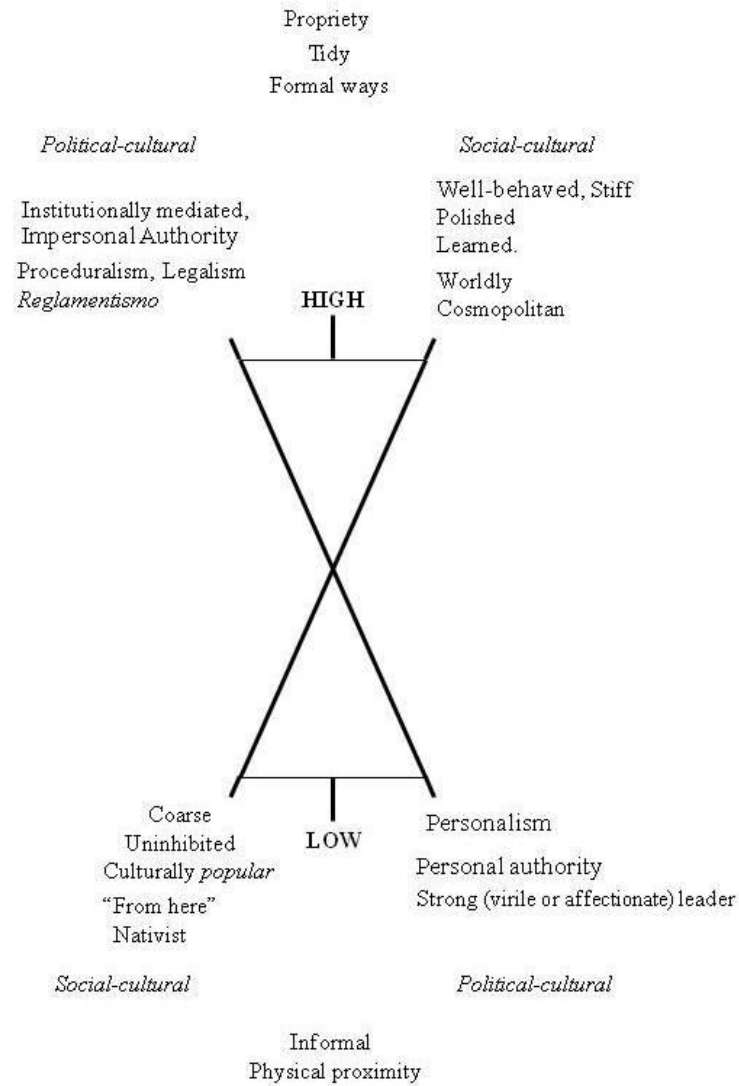 Propriety
Tidy
Formal ways
Political-cultural
Social-cultural
Institutionally mediated,
Impersonal Authority
Proceduralism, Legalism
Reglamentismo
HIGH
Well-behaved, Stiff
Polished
Learned.
Worldly
Cosmopolitan
Coarse
Uninhibited
Culturally popular
“From here”
Nativist
LOW
Personalism
Personal authority
Strong (virile or affectionate) leader
Social-cultural
Political-cultural
Informal
Physical proximity